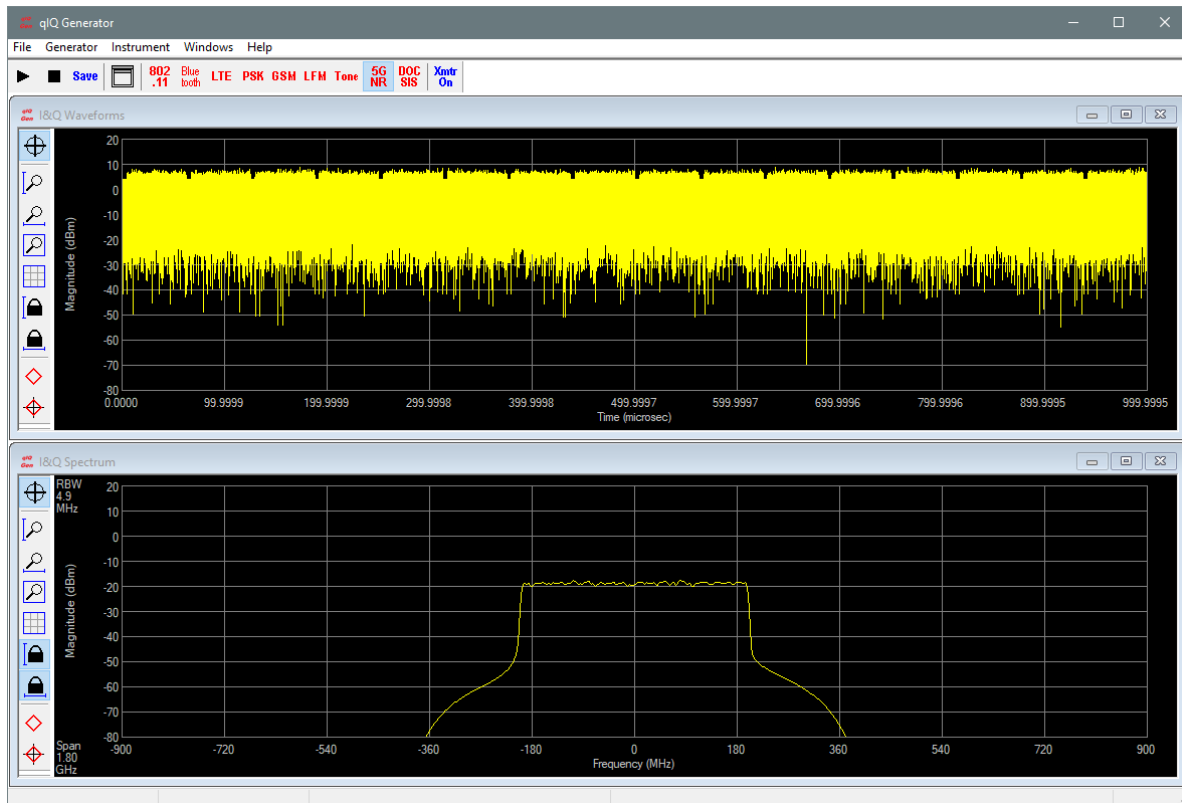 qIQ Generator
File Generator Instrument Windows Help
Save 802 .11 Blue tooth LTE PSK GSM LFM Tone 5G NR DOC SIS Xmtr On
qIQ Gen I&Q Waveforms
Magnitude (dBm)
20
10
0
-10
-20
-30
-40
-50
-60
-70
-80
0.0000 99.9999 199.9999 299.9998 399.9998 499.9997 599.9997 699.9996 799.9996 899.9995 999.9995
Time (microsec)
qIQ Gen I&Q Spectrum
RBW
4.9
MHz
Magnitude (dBm)
20
10
0
-10
-20
-30
-40
-50
-60
-70
-80
Span
1.80
GHz
-900 -720 -540 -360 -180 0 180 360 540 720 900
Frequency (MHz)